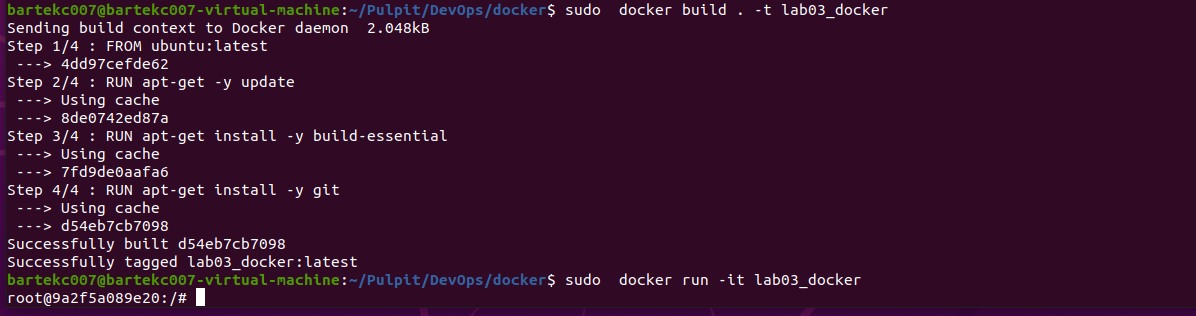 bartekc007@bartekc007-virtual-machine:~/Pulpit/DevOps/docker$ sudo  docker build . -t lab03_docker
Sending build context to Docker daemon  2.048kB
Step 1/4 : FROM ubuntu:latest
 ---> 4dd97cefde62
Step 2/4 : RUN apt-get -y update
 ---> Using cache
 ---> 8de0742ed87a
Step 3/4 : RUN apt-get install -y build-essential
 ---> Using cache
 ---> 7fd9de0aafa6
Step 4/4 : RUN apt-get install -y git
 ---> Using cache
 ---> d54eb7cb7098
Successfully built d54eb7cb7098
Successfully tagged lab03_docker:latest
bartekc007@bartekc007-virtual-machine:~/Pulpit/DevOps/docker$ sudo  docker run -it lab03_docker
root@9a2f5a089e20:/#